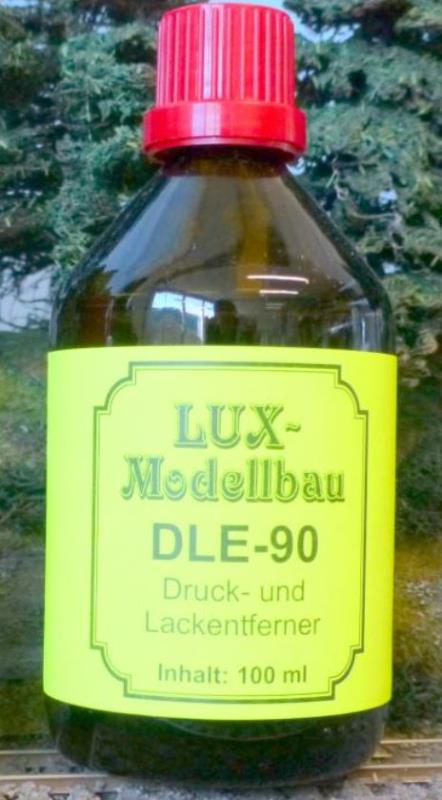 LUX-
Modellbau
DLE-90
Druck- und
Lackentferner
Inhalt: 100 ml